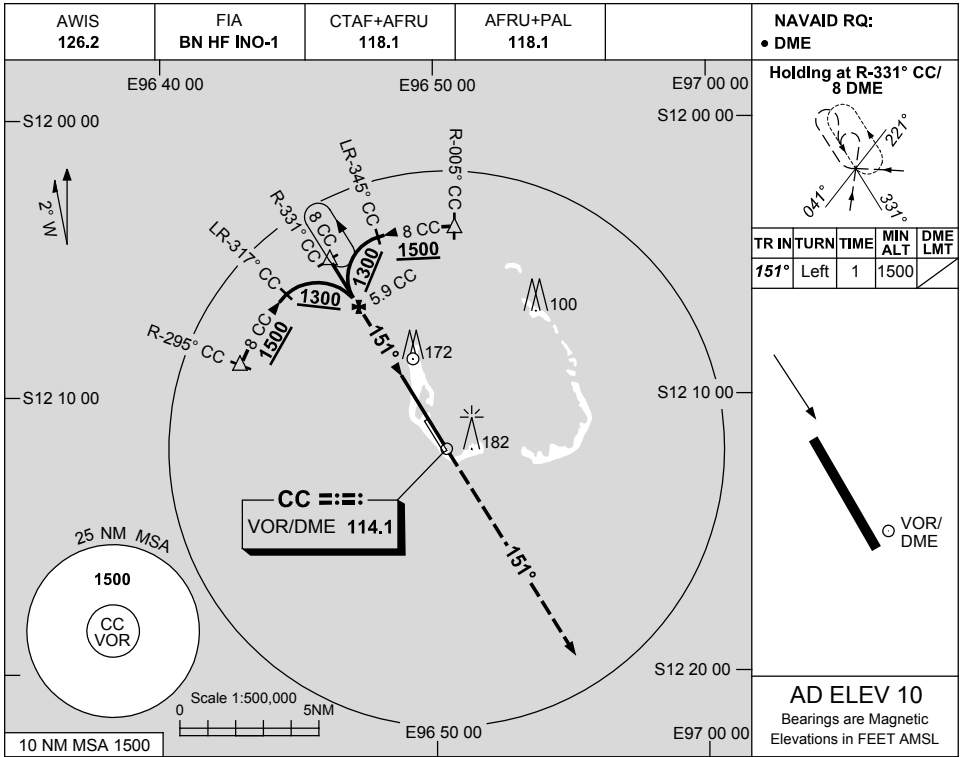 AWIS
126.2
FIA
BN HF INO-1
CTAF+AFRU
118.1
AFRU+PAL
118.1
NAVAID RQ:
• DME
E96 40 00
E96 50 00
E97 00 00
S12 00 00
S12 00 00
2° W
R-005° CC
LR-345° CC
R-331° CC
LR-317° CC
R-295° CC
8 CC
8 CC
8 CC
1500
1300
1300
1500
5.9 CC
151°
100
172
182
S12 10 00
S12 10 00
CC
VOR/DME 114.1
151°
25 NM MSA
1500
CC
VOR
Scale 1:500,000
0
5NM
10 NM MSA 1500
S12 20 00
E96 50 00
E97 00 00
Holding at R-331° CC/
8 DME
221°
041°
331°
TR IN TURN TIME MIN ALT DME LMT
151° Left 1 1500
VOR/
DME
AD ELEV 10
Bearings are Magnetic
Elevations in FEET AMSL